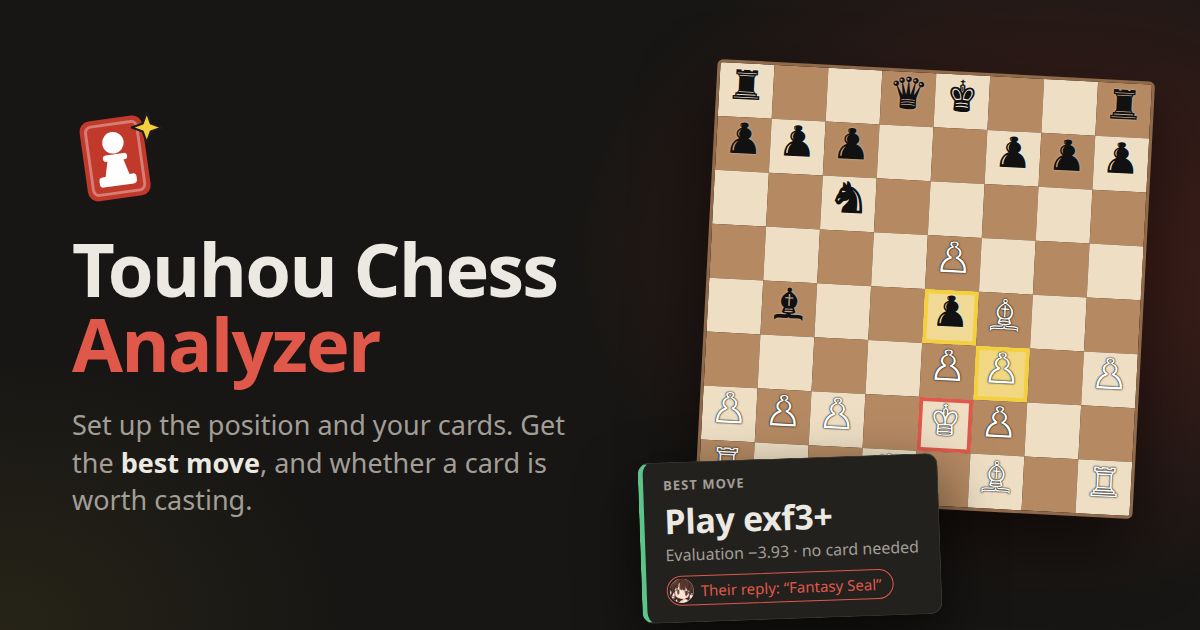 Touhou Chess
Analyzer
Set up the position and your cards. Get
the best move, and whether a card is
worth casting.
BEST MOVE
Play exf3+
Evaluation −3.93 · no card needed
Their reply: “Fantasy Seal”